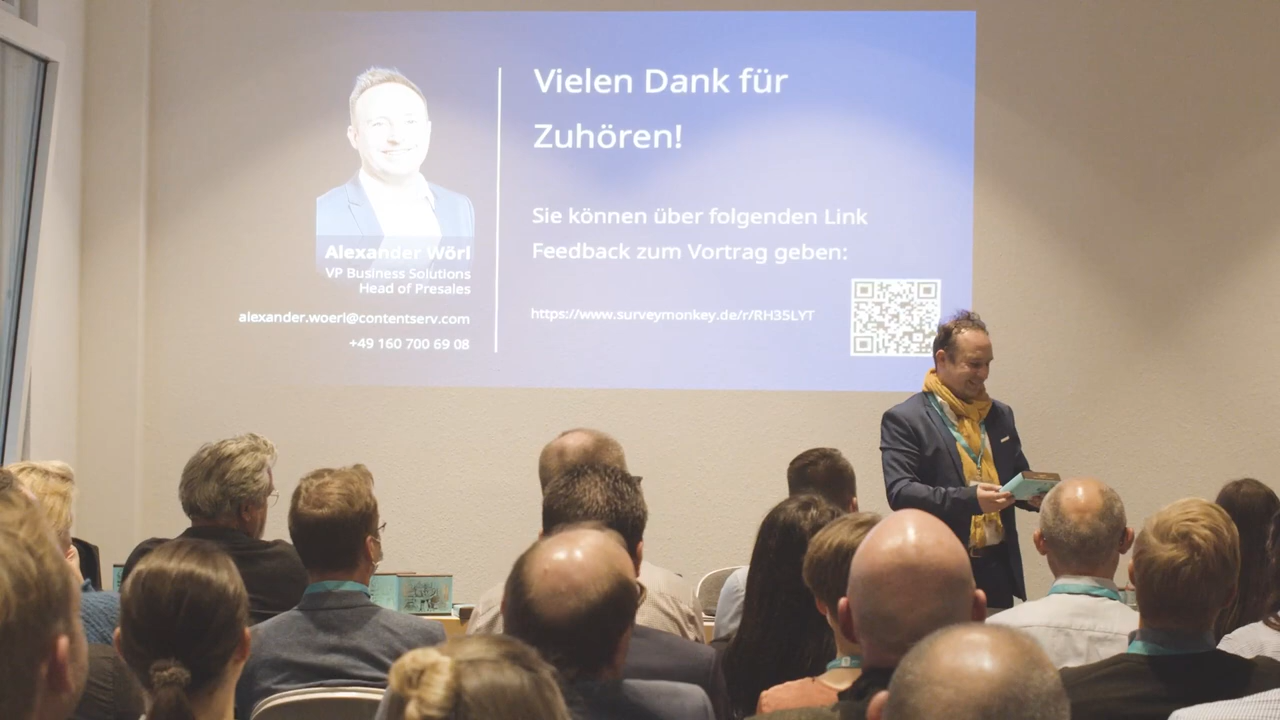 Vielen Dank für
Zuhören!
Sie können über folgenden Link
Feedback zum Vortrag geben:
https://www.surveymonkey.de/r/RH35LYT
Alexander Wörl
VP Business Solutions
Head of Presales
alexander.woerl@contentserv.com
+49 160 700 69 08